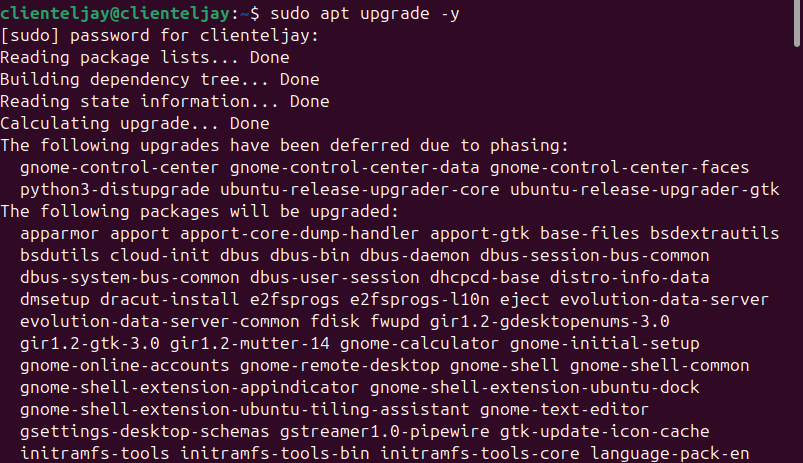 clienteljay@clienteljay:~$ sudo apt upgrade -y
[sudo] password for clienteljay:
Reading package lists... Done
Building dependency tree... Done
Reading state information... Done
Calculating upgrade... Done
The following upgrades have been deferred due to phasing:
  gnome-control-center gnome-control-center-data gnome-control-center-faces
  python3-distupgrade ubuntu-release-upgrader-core ubuntu-release-upgrader-gtk
The following packages will be upgraded:
  apparmor apport apport-core-dump-handler apport-gtk base-files bsdextrautils
  bsdutils cloud-init dbus dbus-bin dbus-daemon dbus-session-bus-common
  dbus-system-bus-common dbus-user-session dhcpcd-base distro-info-data
  dmsetup dracut-install e2fsprogs e2fsprogs-l10n eject evolution-data-server
  evolution-data-server-common fdisk fwupd gir1.2-gdesktopenums-3.0
  gir1.2-gtk-3.0 gir1.2-mutter-14 gnome-calculator gnome-initial-setup
  gnome-online-accounts gnome-remote-desktop gnome-shell gnome-shell-common
  gnome-shell-extension-appindicator gnome-shell-extension-ubuntu-dock
  gnome-shell-extension-ubuntu-tiling-assistant gnome-text-editor
  gsettings-desktop-schemas gstreamer1.0-pipewire gtk-update-icon-cache
  initramfs-tools initramfs-tools-bin initramfs-tools-core language-pack-en